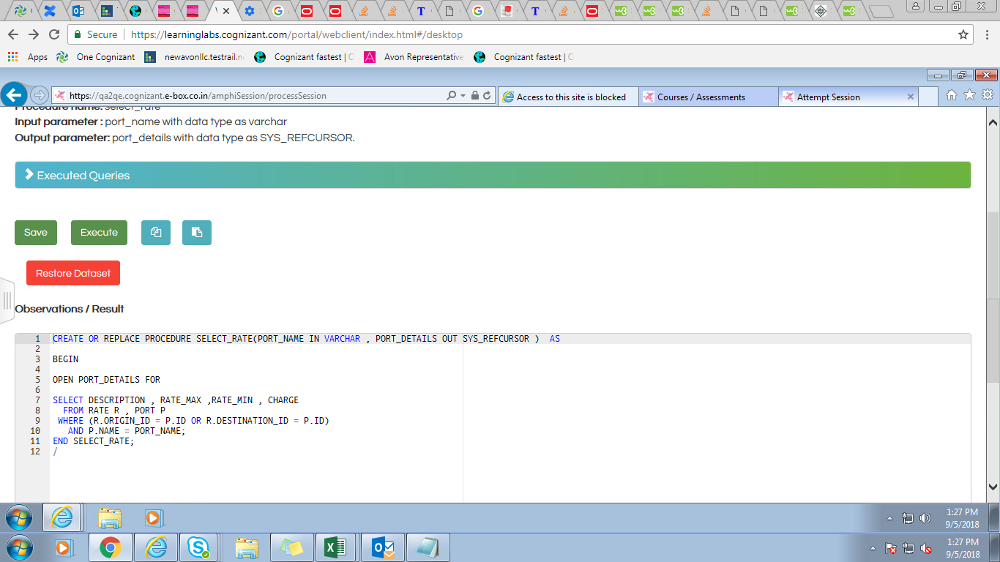 Secure https://learninglabs.cognizant.com/portal/webclient/index.html#/desktop
Apps One Cognizant newavonllc.testrail.n Cognizant fastest | C Avon Representative Cognizant fastest | C
https://qa2qe.cognizant.e-box.co.in/amphiSession/processSession Access to this site is blocked Courses / Assessments Attempt Session
Procedure name: select_rate
Input parameter : port_name with data type as varchar
Output parameter: port_details with data type as SYS_REFCURSOR.
Executed Queries
Save Execute
Restore Dataset
Observations / Result
1 CREATE OR REPLACE PROCEDURE SELECT_RATE(PORT_NAME IN VARCHAR , PORT_DETAILS OUT SYS_REFCURSOR ) AS
2
3 BEGIN
4
5 OPEN PORT_DETAILS FOR
6
7 SELECT DESCRIPTION , RATE_MAX ,RATE_MIN , CHARGE
8 FROM RATE R , PORT P
9 WHERE (R.ORIGIN_ID = P.ID OR R.DESTINATION_ID = P.ID)
10 AND P.NAME = PORT_NAME;
11 END SELECT_RATE;
12 /
1:27 PM
9/5/2018
1:27 PM
9/5/2018